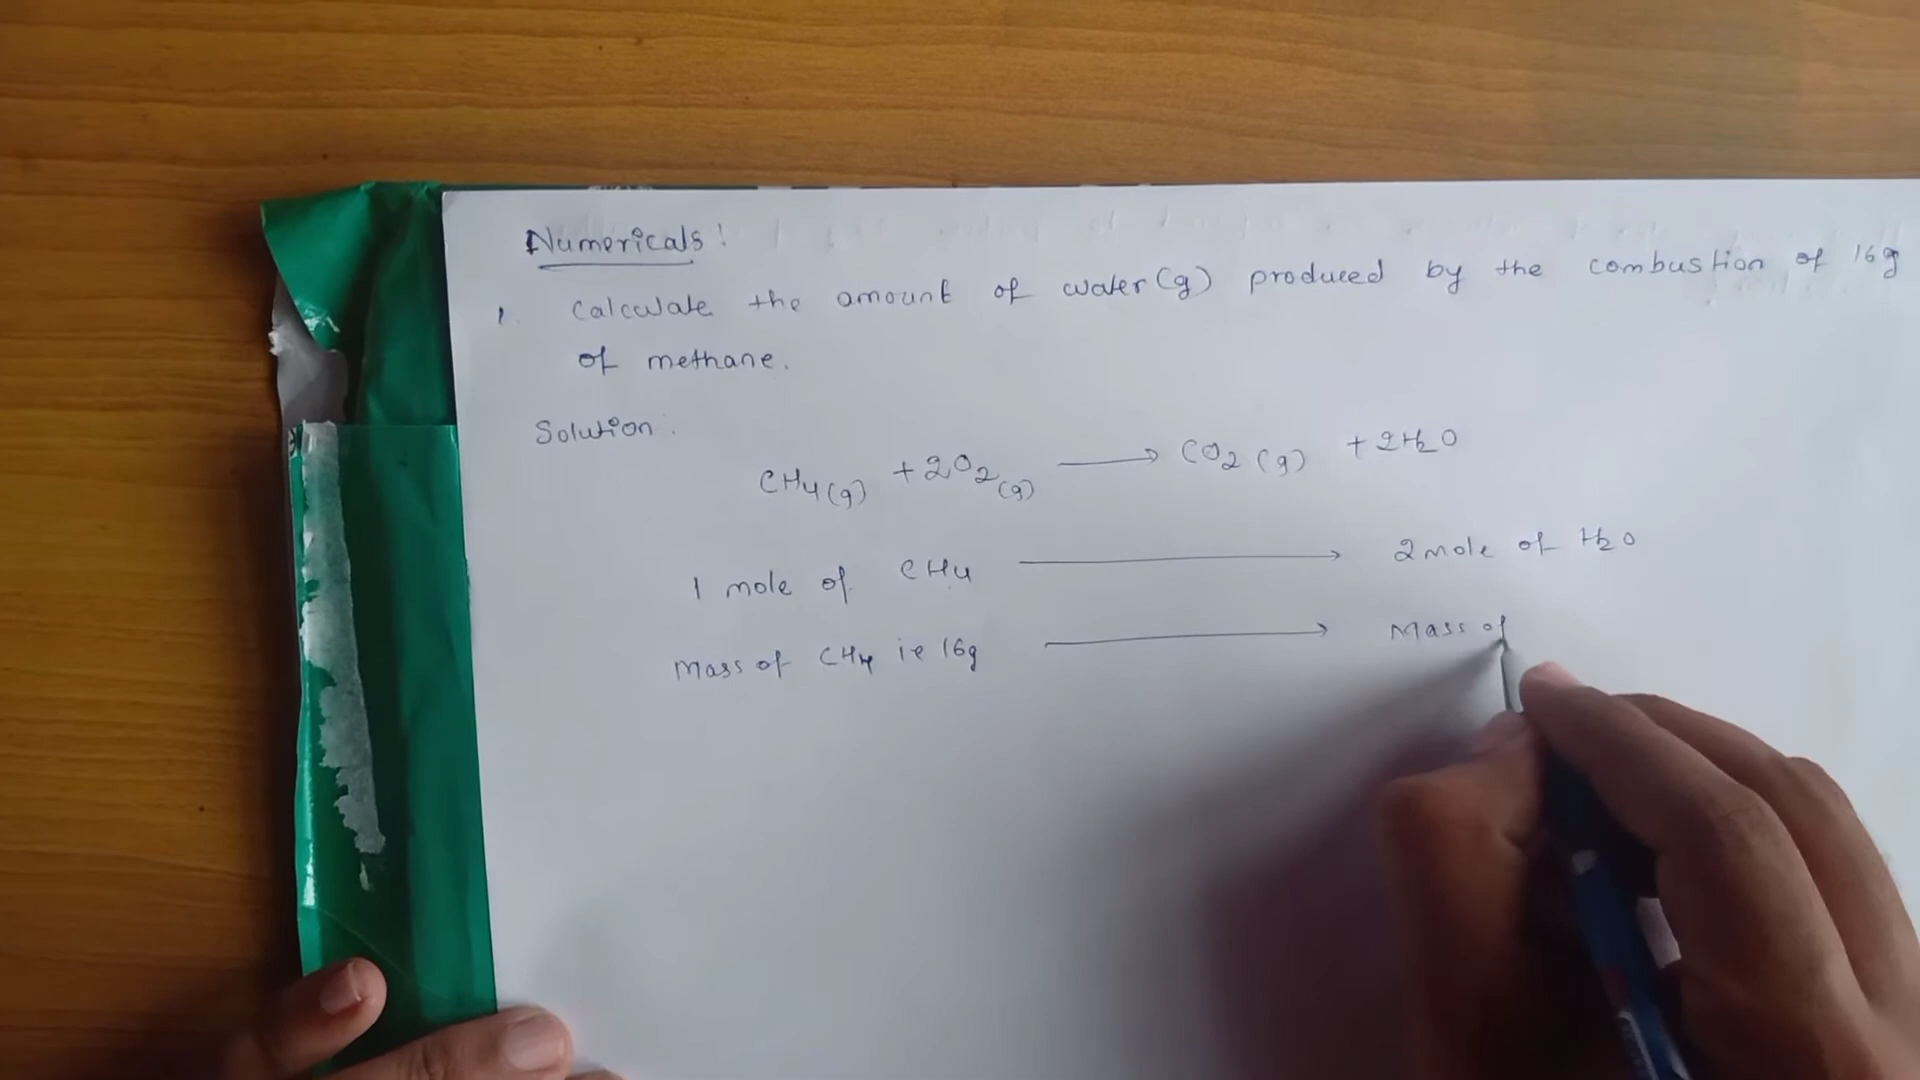 Numericals!
1. Calculate the amount of water(g) produced by the combustion of 16g
of methane.
Solution:
CH4(g) + 2O2(g) → CO2(g) + 2H2O
1 mole of CH4 → 2 mole of H2O
Mass of CH4 ie 16g → Mass of